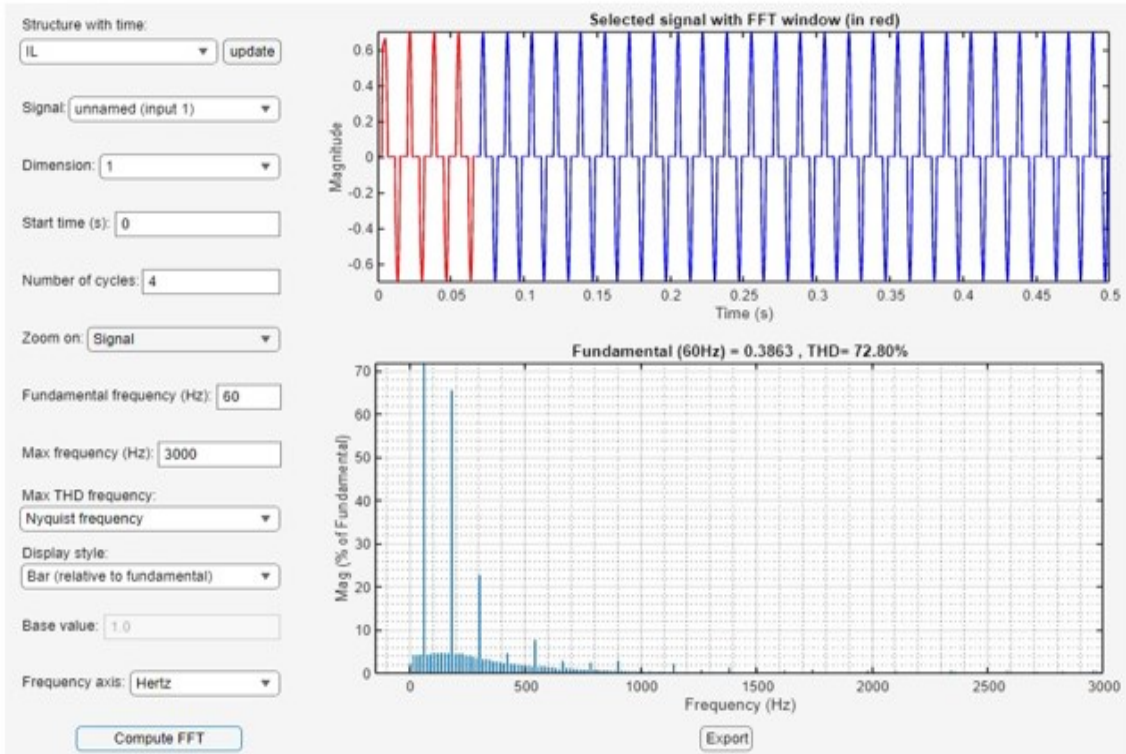 Structure with time:
IL
update
Signal: unnamed (input 1)
Dimension: 1
Start time (s): 0
Number of cycles: 4
Zoom on: Signal
Fundamental frequency (Hz): 60
Max frequency (Hz): 3000
Max THD frequency:
Nyquist frequency
Display style:
Bar (relative to fundamental)
Base value: 1.0
Frequency axis: Hertz
Compute FFT
Selected signal with FFT window (in red)
Magnitude
0.6
0.4
0.2
0
-0.2
-0.4
-0.6
0 0.05 0.1 0.15 0.2 0.25 0.3 0.35 0.4 0.45 0.5
Time (s)
Fundamental (60Hz) = 0.3863 , THD= 72.80%
Mag (% of Fundamental)
70
60
50
40
30
20
10
0
0 500 1000 1500 2000 2500 3000
Frequency (Hz)
Export